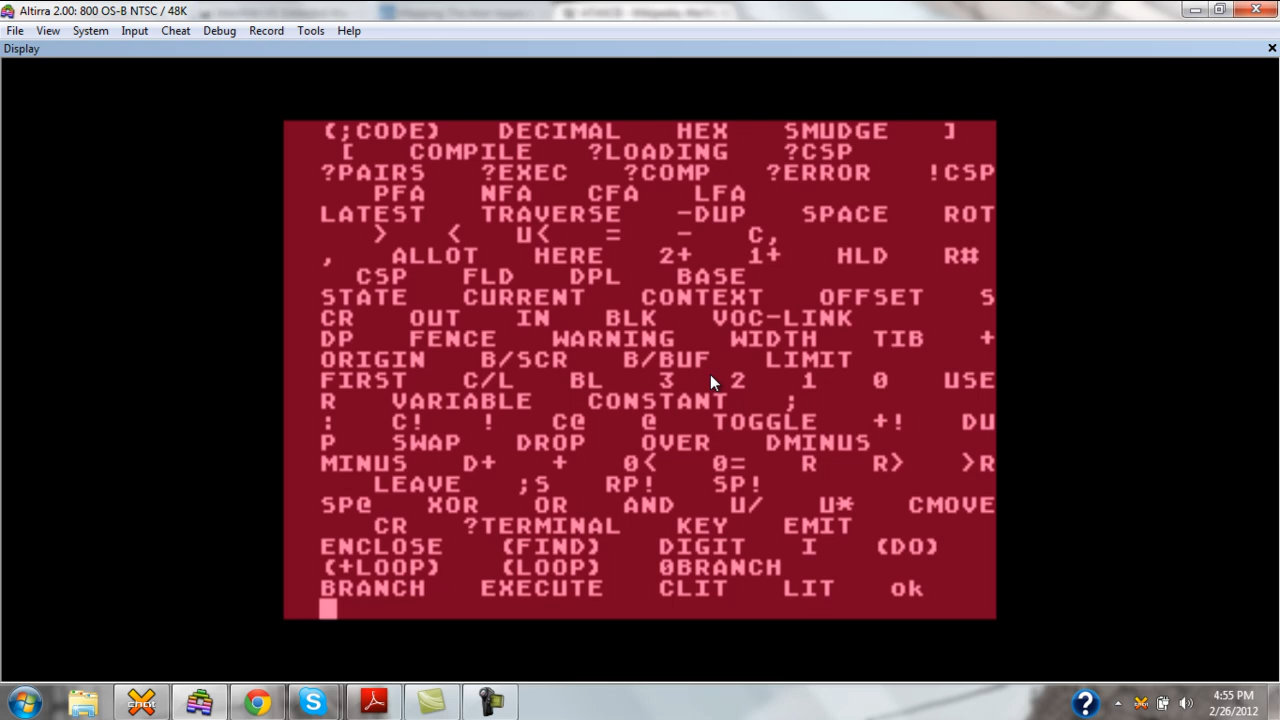 Altirra 2.00: 800 OS-B NTSC / 48K
File View System Input Cheat Debug Record Tools Help
Display
(;CODE) DECIMAL HEX SMUDGE ]
[ COMPILE ?LOADING ?CSP
?PAIRS ?EXEC ?COMP ?ERROR !CSP
PFA NFA CFA LFA
LATEST TRAVERSE -DUP SPACE ROT
> < U< = - C,
, ALLOT HERE 2+ 1+ HLD R#
CSP FLD DPL BASE
STATE CURRENT CONTEXT OFFSET S
CR OUT IN BLK VOC-LINK
DP FENCE WARNING WIDTH TIB +
ORIGIN B/SCR B/BUF LIMIT
FIRST C/L BL 3 2 1 0 USE
R VARIABLE CONSTANT ;
: C! ! C@ @ TOGGLE +! DU
P SWAP DROP OVER DMINUS
MINUS D+ + 0< 0= R R> >R
LEAVE ;S RP! SP!
SP@ XOR OR AND U/ U* CMOVE
CR ?TERMINAL KEY EMIT
ENCLOSE (FIND) DIGIT I (DO)
(+LOOP) (LOOP) 0BRANCH
BRANCH EXECUTE CLIT LIT ok
4:55 PM
2/26/2012